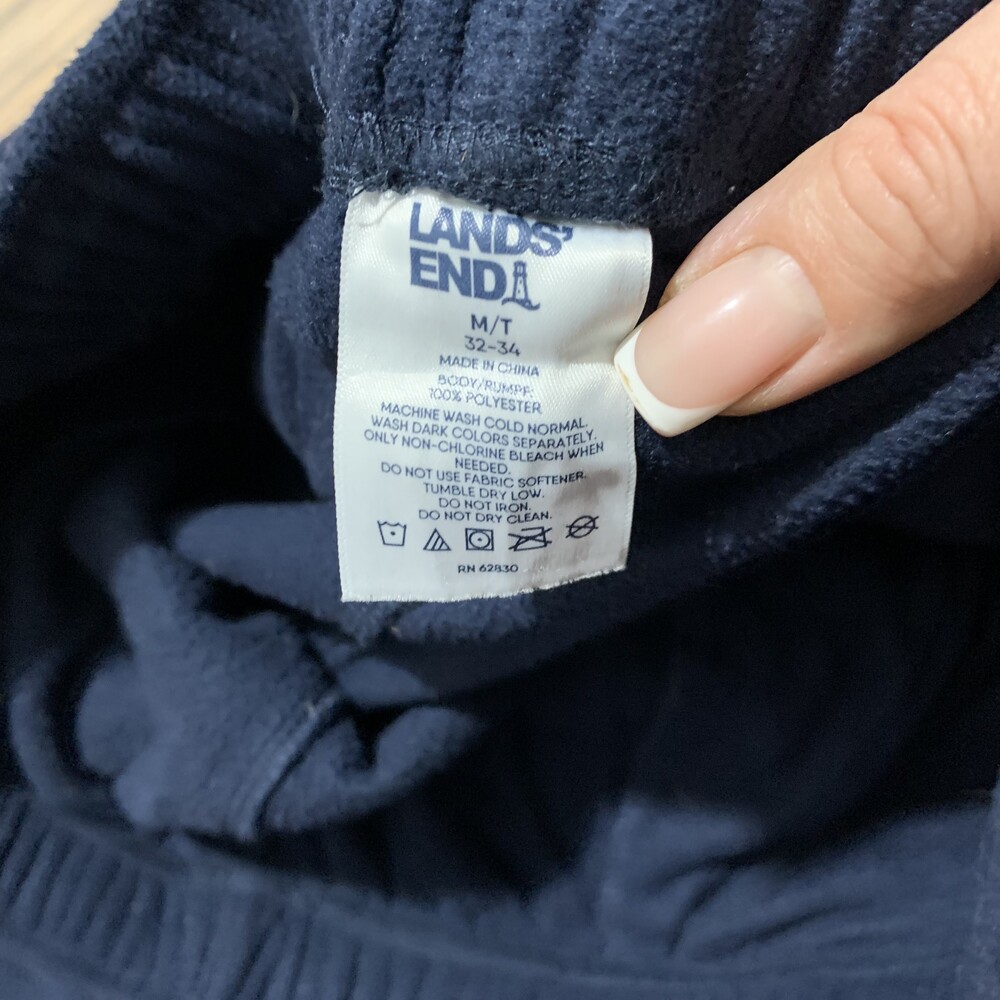 LANDS'
END
M/T
32-34
MADE IN CHINA
BODY/RUMPF:
100% POLYESTER
MACHINE WASH COLD NORMAL.
WASH DARK COLORS SEPARATELY.
ONLY NON-CHLORINE BLEACH WHEN
NEEDED.
DO NOT USE FABRIC SOFTENER.
TUMBLE DRY LOW.
DO NOT IRON.
DO NOT DRY CLEAN.
RN 62830